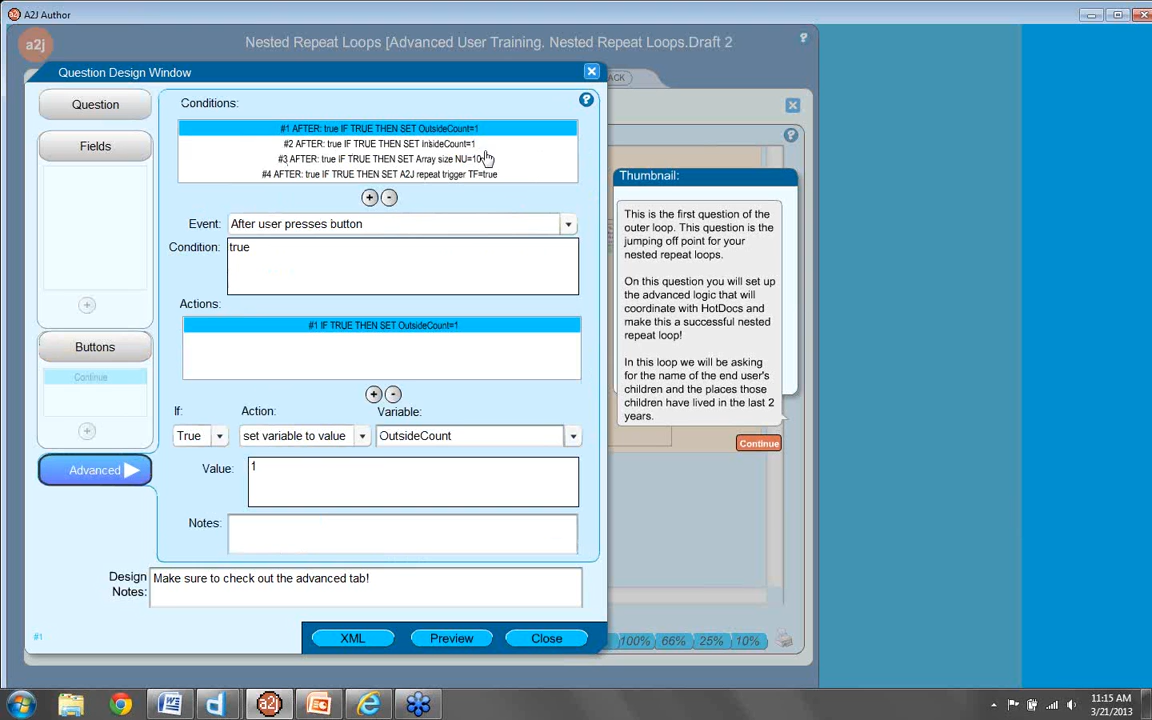 A2J Author
a2j
Nested Repeat Loops [Advanced User Training. Nested Repeat Loops.Draft 2
?
ACK
Question Design Window
Question
Fields
Buttons
Continue
Advanced
Conditions:
#1 AFTER: true IF TRUE THEN SET OutsideCount=1
#2 AFTER: true IF TRUE THEN SET InsideCount=1
#3 AFTER: true IF TRUE THEN SET Array size NU=10
#4 AFTER: true IF TRUE THEN SET A2J repeat trigger TF=true
+ -
Event: After user presses button
Condition: true
Actions:
#1 IF TRUE THEN SET OutsideCount=1
+ -
If: Action: Variable:
True set variable to value OutsideCount
Value: 1
Notes:
Design
Notes:
Make sure to check out the advanced tab!
#1
XML Preview Close
Thumbnail:
This is the first question of the
outer loop. This question is the
jumping off point for your
nested repeat loops.
On this question you will set up
the advanced logic that will
coordinate with HotDocs and
make this a successful nested
repeat loop!
In this loop we will be asking
for the name of the end user's
children and the places those
children have lived in the last 2
years.
Continue
100% 66% 25% 10%
11:15 AM
3/21/2013